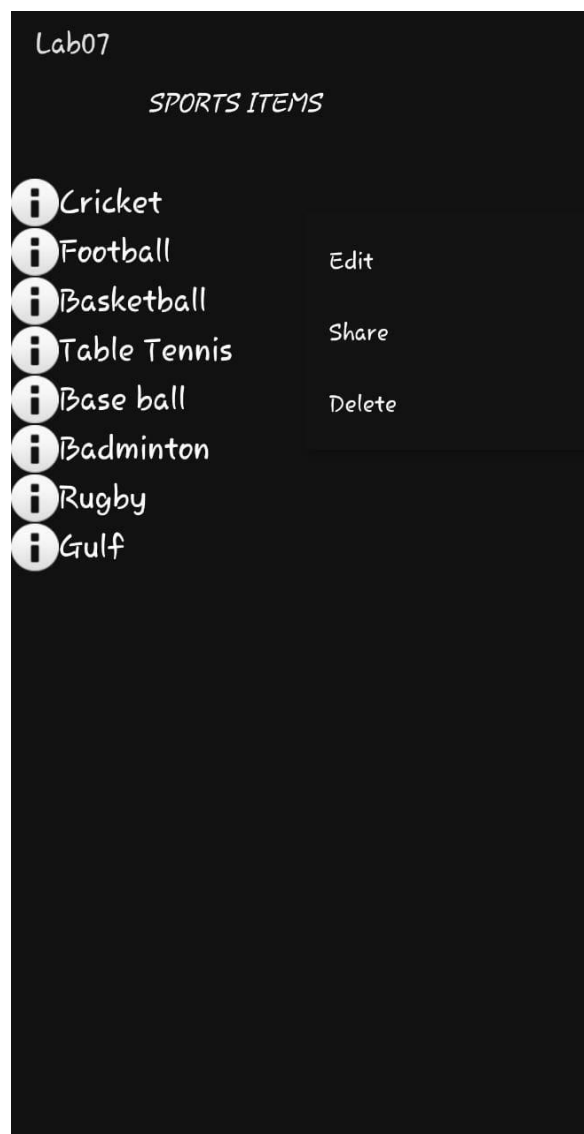 Lab07
SPORTS ITEMS
Cricket
Football
Basketball
Table Tennis
Base ball
Badminton
Rugby
Gulf
Edit
Share
Delete